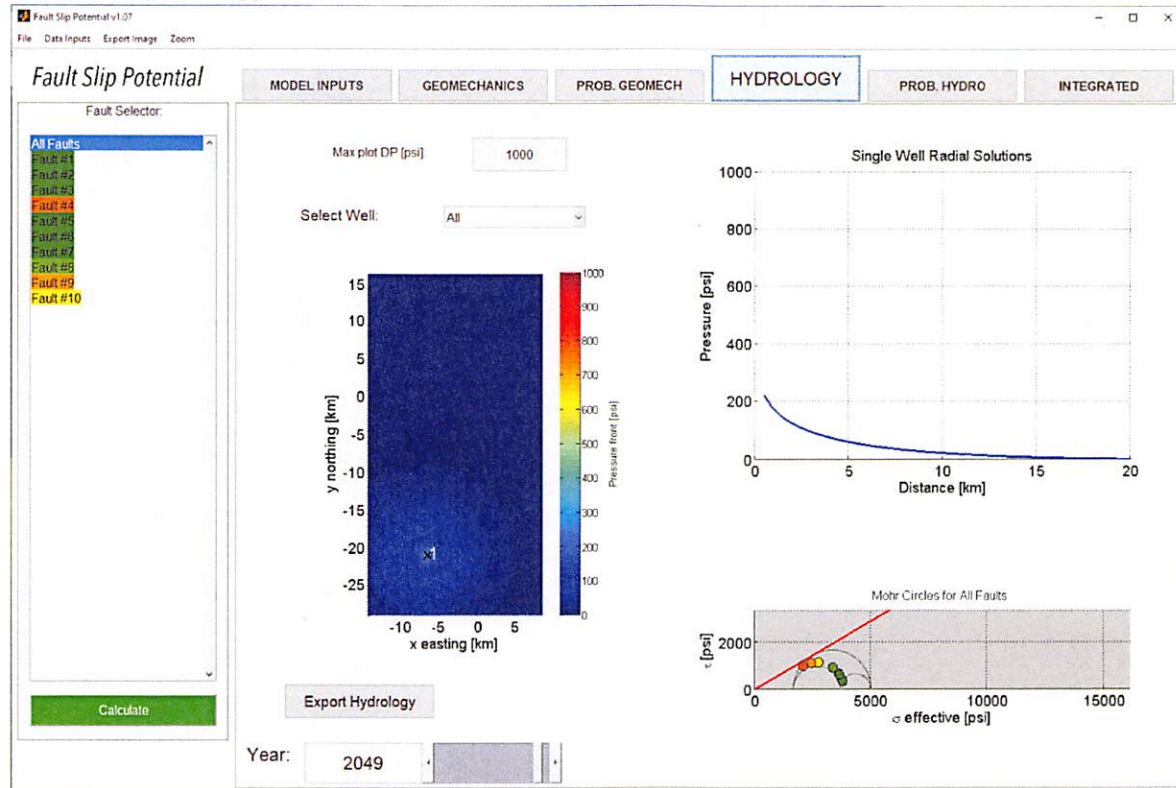 Fault Slip Potential v1.07
File Data Inputs Export Image Zoom
Fault Slip Potential
MODEL INPUTS GEOMECHANICS PROB. GEOMECH HYDROLOGY PROB. HYDRO INTEGRATED
Fault Selector:
All Faults
Fault #1
Fault #2
Fault #3
Fault #4
Fault #5
Fault #6
Fault #7
Fault #8
Fault #9
Fault #10
Calculate
Max plot DP [psi]: 1000
Select Well: All
15
10
5
0
-5
-10
-15
-20
-25
y northing [km]
1
-10 -5 0 5
x easting [km]
1000
900
800
700
600
500
400
300
200
100
0
Pressure front [psi]
Export Hydrology
Year: 2049
Single Well Radial Solutions
1000
800
600
400
200
0
Pressure [psi]
0 5 10 15 20
Distance [km]
Mohr Circles for All Faults
2000
0
τ [psi]
0 5000 10000 15000
σ effective [psi]